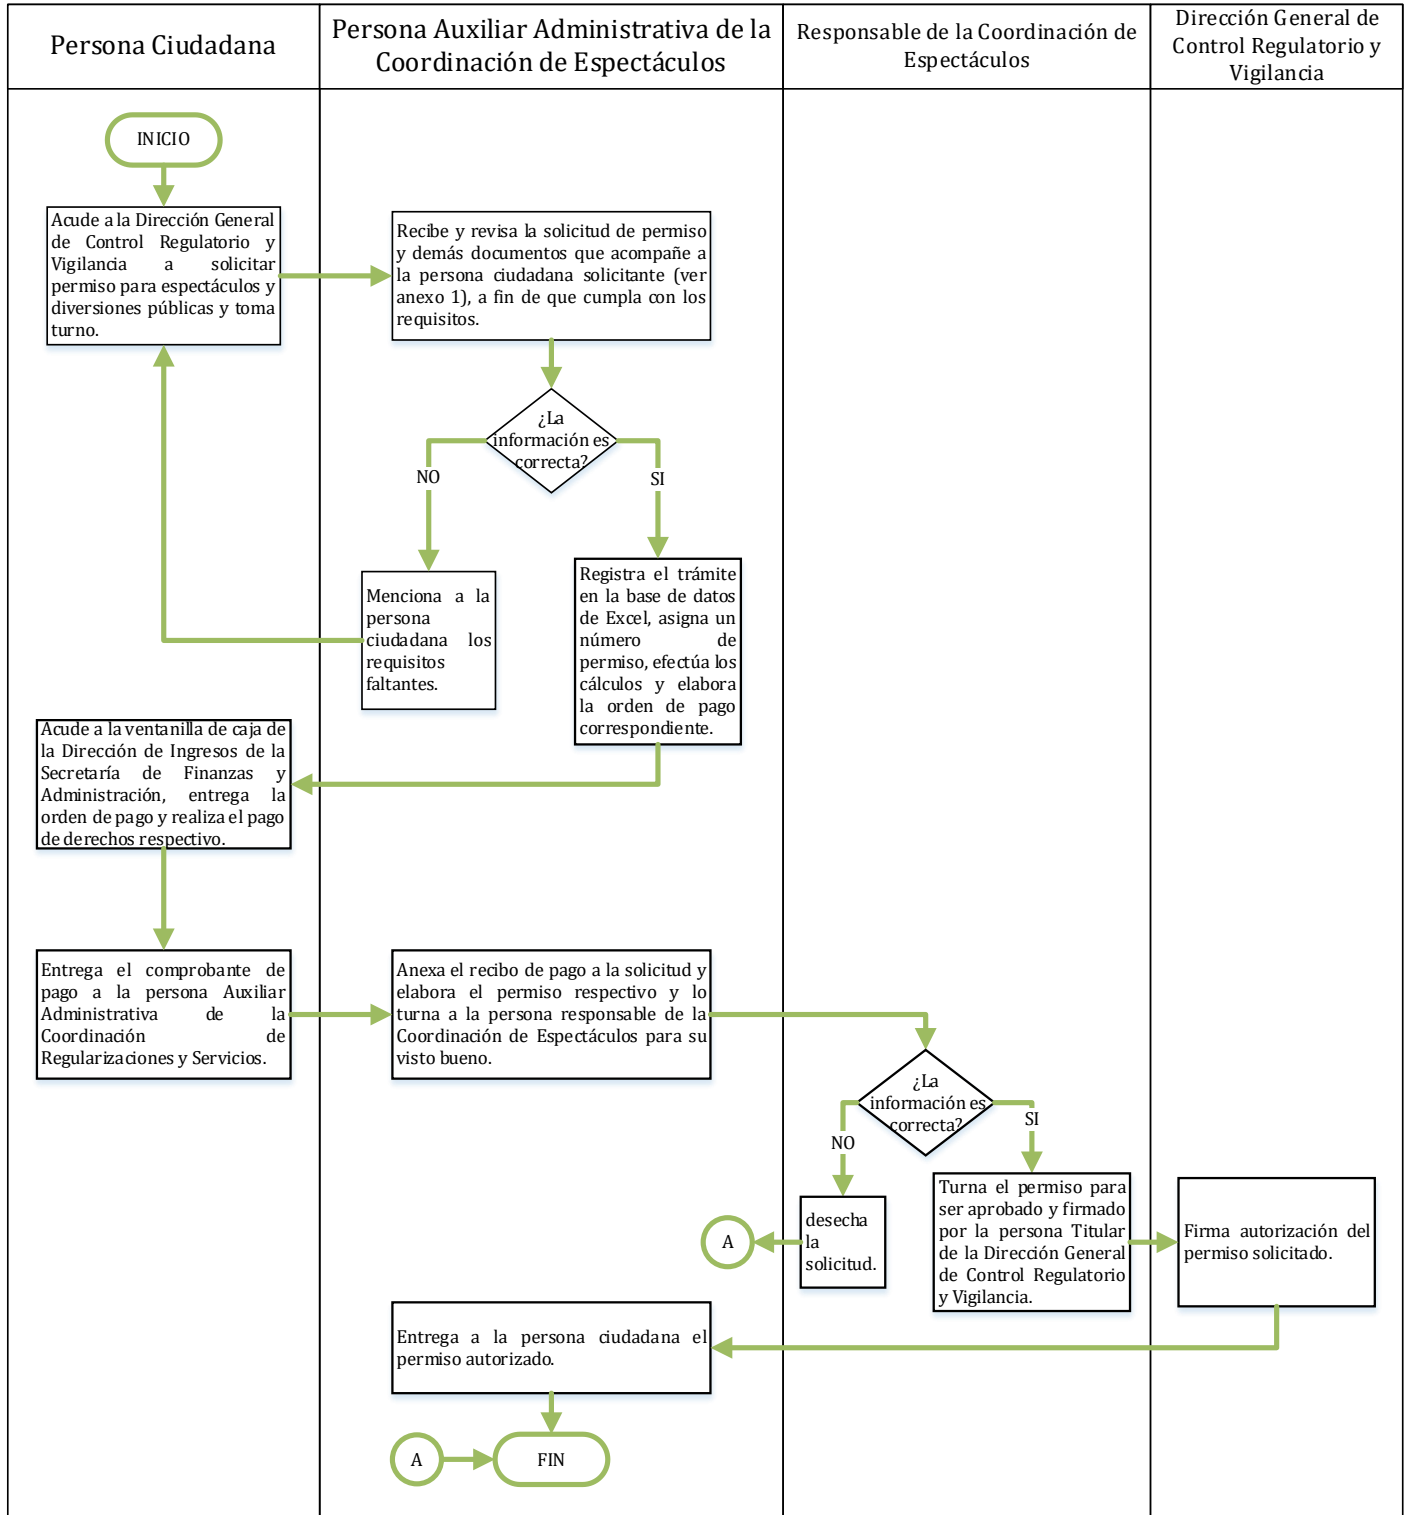 Persona Ciudadana
Persona Auxiliar Administrativa de la
Coordinación de Espectáculos
Responsable de la Coordinación de
Espectáculos
Dirección General de
Control Regulatorio y
Vigilancia
INICIO
Acude a la Dirección General
de Control Regulatorio y
Vigilancia a solicitar
permiso para espectáculos y
diversiones públicas y toma
turno.
Recibe y revisa la solicitud de permiso
y demás documentos que acompañe a
la persona ciudadana solicitante (ver
anexo 1), a fin de que cumpla con los
requisitos.
¿La
información es
correcta?
NO
SI
Menciona a la
persona
ciudadana los
requisitos
faltantes.
Registra el trámite
en la base de datos
de Excel, asigna un
número de
permiso, efectúa los
cálculos y elabora
la orden de pago
correspondiente.
Acude a la ventanilla de caja de
la Dirección de Ingresos de la
Secretaría de Finanzas y
Administración, entrega la
orden de pago y realiza el pago
de derechos respectivo.
Entrega el comprobante de
pago a la persona Auxiliar
Administrativa de la
Coordinación de
Regularizaciones y Servicios.
Anexa el recibo de pago a la solicitud y
elabora el permiso respectivo y lo
turna a la persona responsable de la
Coordinación de Espectáculos para su
visto bueno.
¿La
información es
correcta?
NO
SI
A
desecha
la
solicitud.
Turna el permiso para
ser aprobado y firmado
por la persona Titular
de la Dirección General
de Control Regulatorio
y Vigilancia.
Firma autorización del
permiso solicitado.
Entrega a la persona ciudadana el
permiso autorizado.
A
FIN